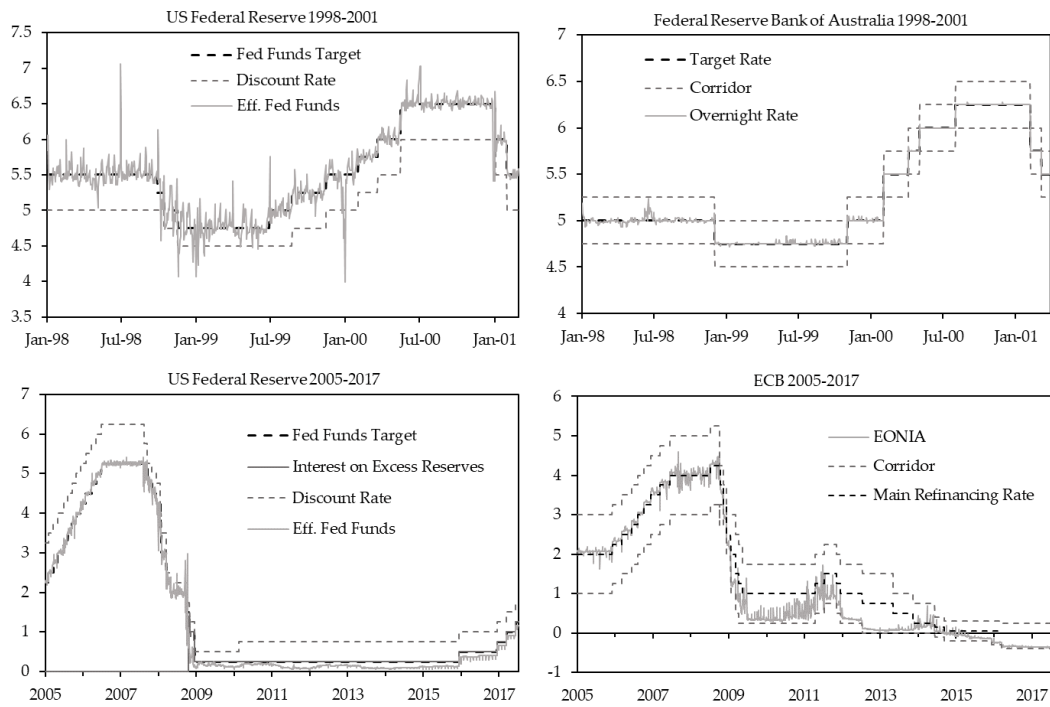 US Federal Reserve 1998-2001
7.5
7
6.5
6
5.5
5
4.5
4
3.5
Fed Funds Target
Discount Rate
Eff. Fed Funds
Jan-98
Jul-98
Jan-99
Jul-99
Jan-00
Jul-00
Jan-01
Federal Reserve Bank of Australia 1998-2001
7
6.5
6
5.5
5
4.5
4
Target Rate
Corridor
Overnight Rate
Jan-98
Jul-98
Jan-99
Jul-99
Jan-00
Jul-00
Jan-01
US Federal Reserve 2005-2017
7
6
5
4
3
2
1
0
Fed Funds Target
Interest on Excess Reserves
Discount Rate
Eff. Fed Funds
2005
2007
2009
2011
2013
2015
2017
ECB 2005-2017
6
5
4
3
2
1
0
-1
EONIA
Corridor
Main Refinancing Rate
2005
2007
2009
2011
2013
2015
2017